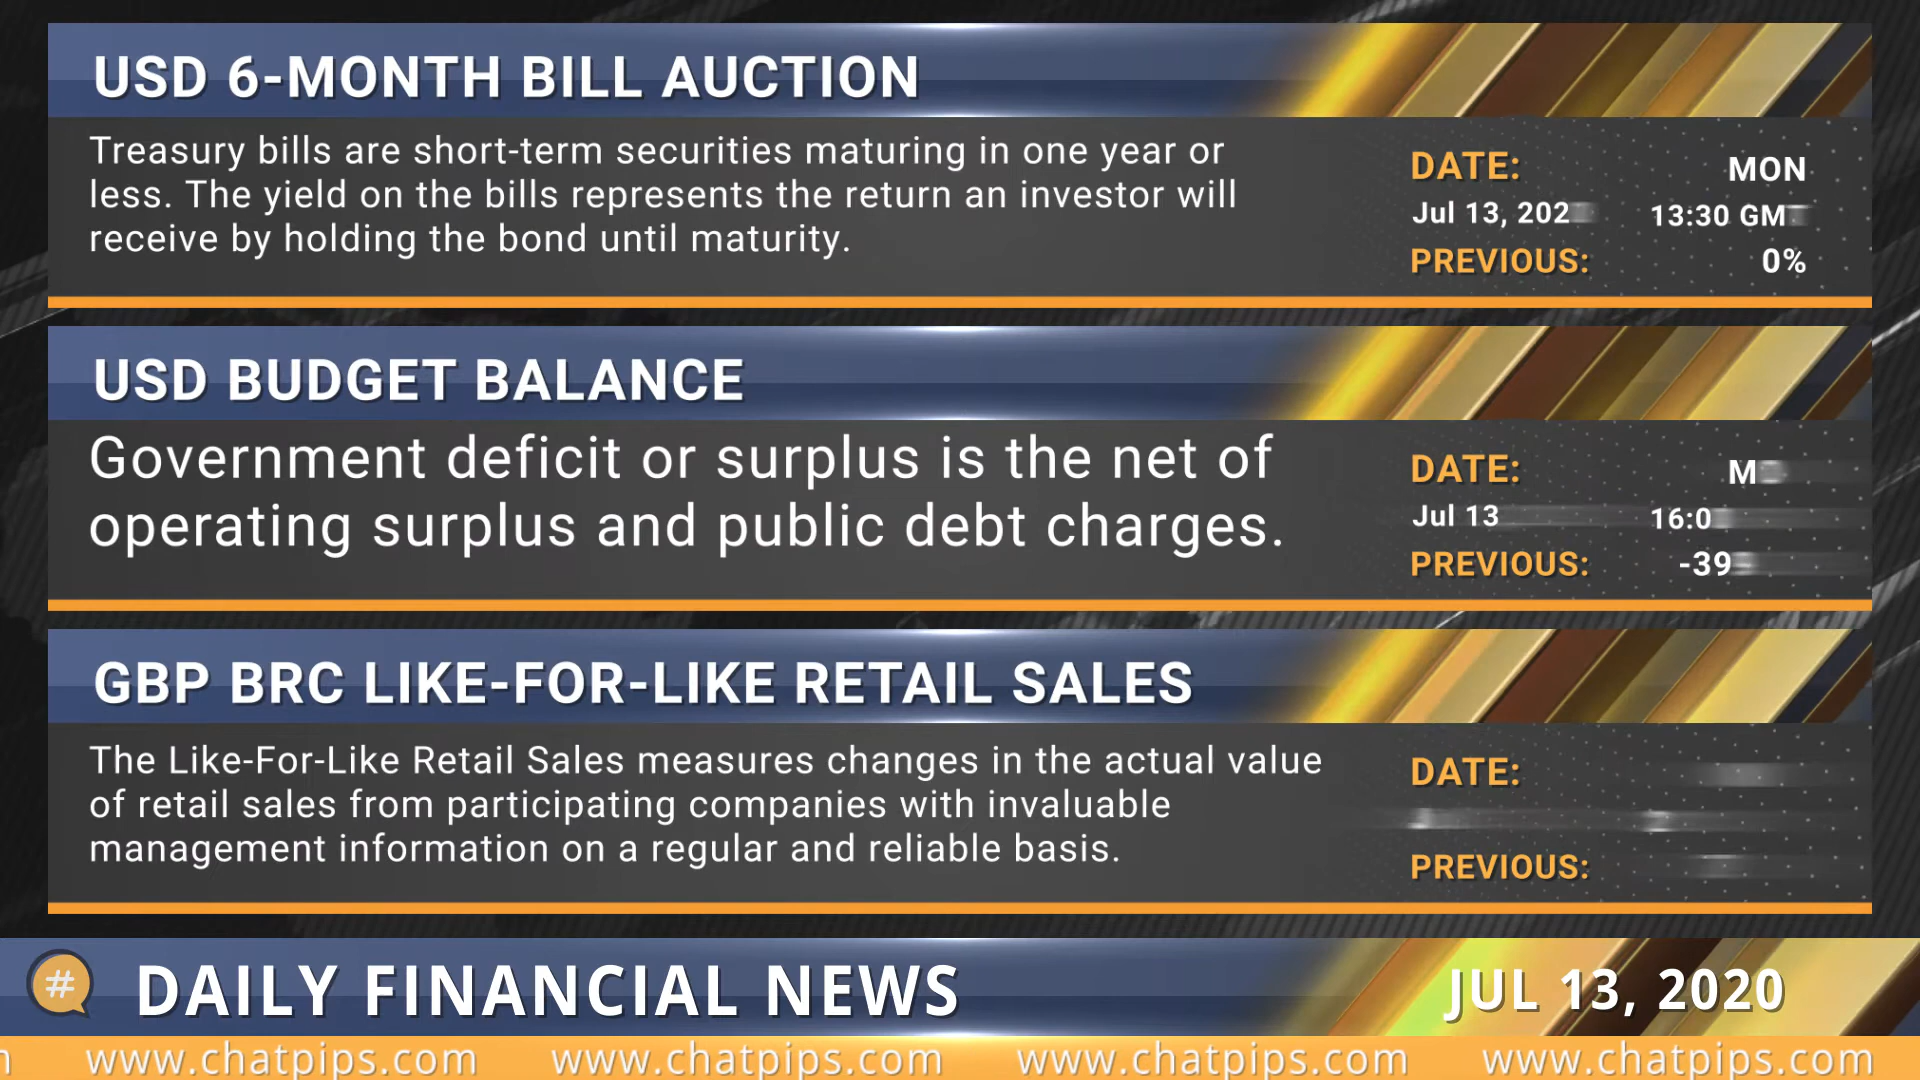 USD 6-MONTH BILL AUCTION
Treasury bills are short-term securities maturing in one year or
less. The yield on the bills represents the return an investor will
receive by holding the bond until maturity.
DATE: MON
Jul 13, 202 13:30 GM
PREVIOUS: 0%
USD BUDGET BALANCE
Government deficit or surplus is the net of
operating surplus and public debt charges.
DATE: M
Jul 13 16:0
PREVIOUS: -39
GBP BRC LIKE-FOR-LIKE RETAIL SALES
The Like-For-Like Retail Sales measures changes in the actual value
of retail sales from participating companies with invaluable
management information on a regular and reliable basis.
DATE:
PREVIOUS:
# DAILY FINANCIAL NEWS JUL 13, 2020
www.chatpips.com www.chatpips.com www.chatpips.com www.chatpips.com